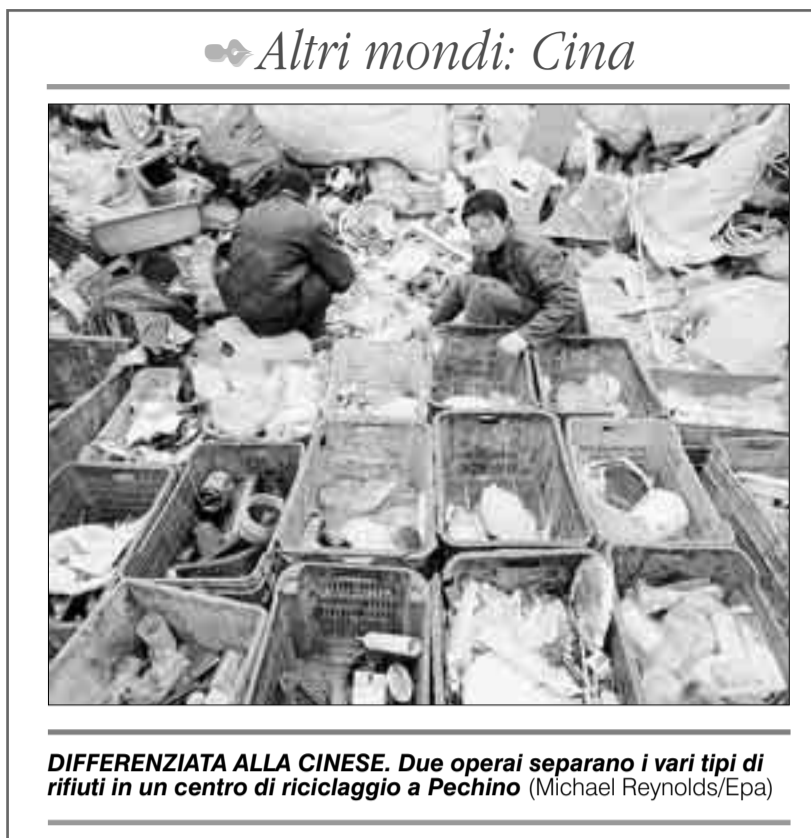 Altri mondi: Cina
DIFFERENZIATA ALLA CINESE. Due operai separano i vari tipi di
rifiuti in un centro di riciclaggio a Pechino (Michael Reynolds/Epa)